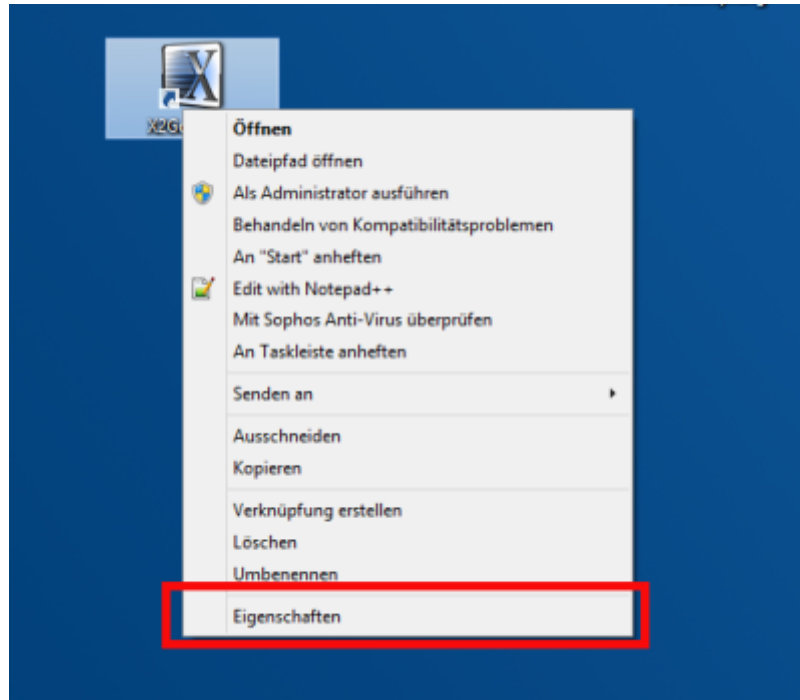 Öffnen
Dateipfad öffnen
Als Administrator ausführen
Behandeln von Kompatibilitätsproblemen
An "Start" anheften
Edit with Notepad++
Mit Sophos Anti-Virus überprüfen
An Taskleiste anheften
Senden an
Ausschneiden
Kopieren
Verknüpfung erstellen
Löschen
Umbenennen
Eigenschaften